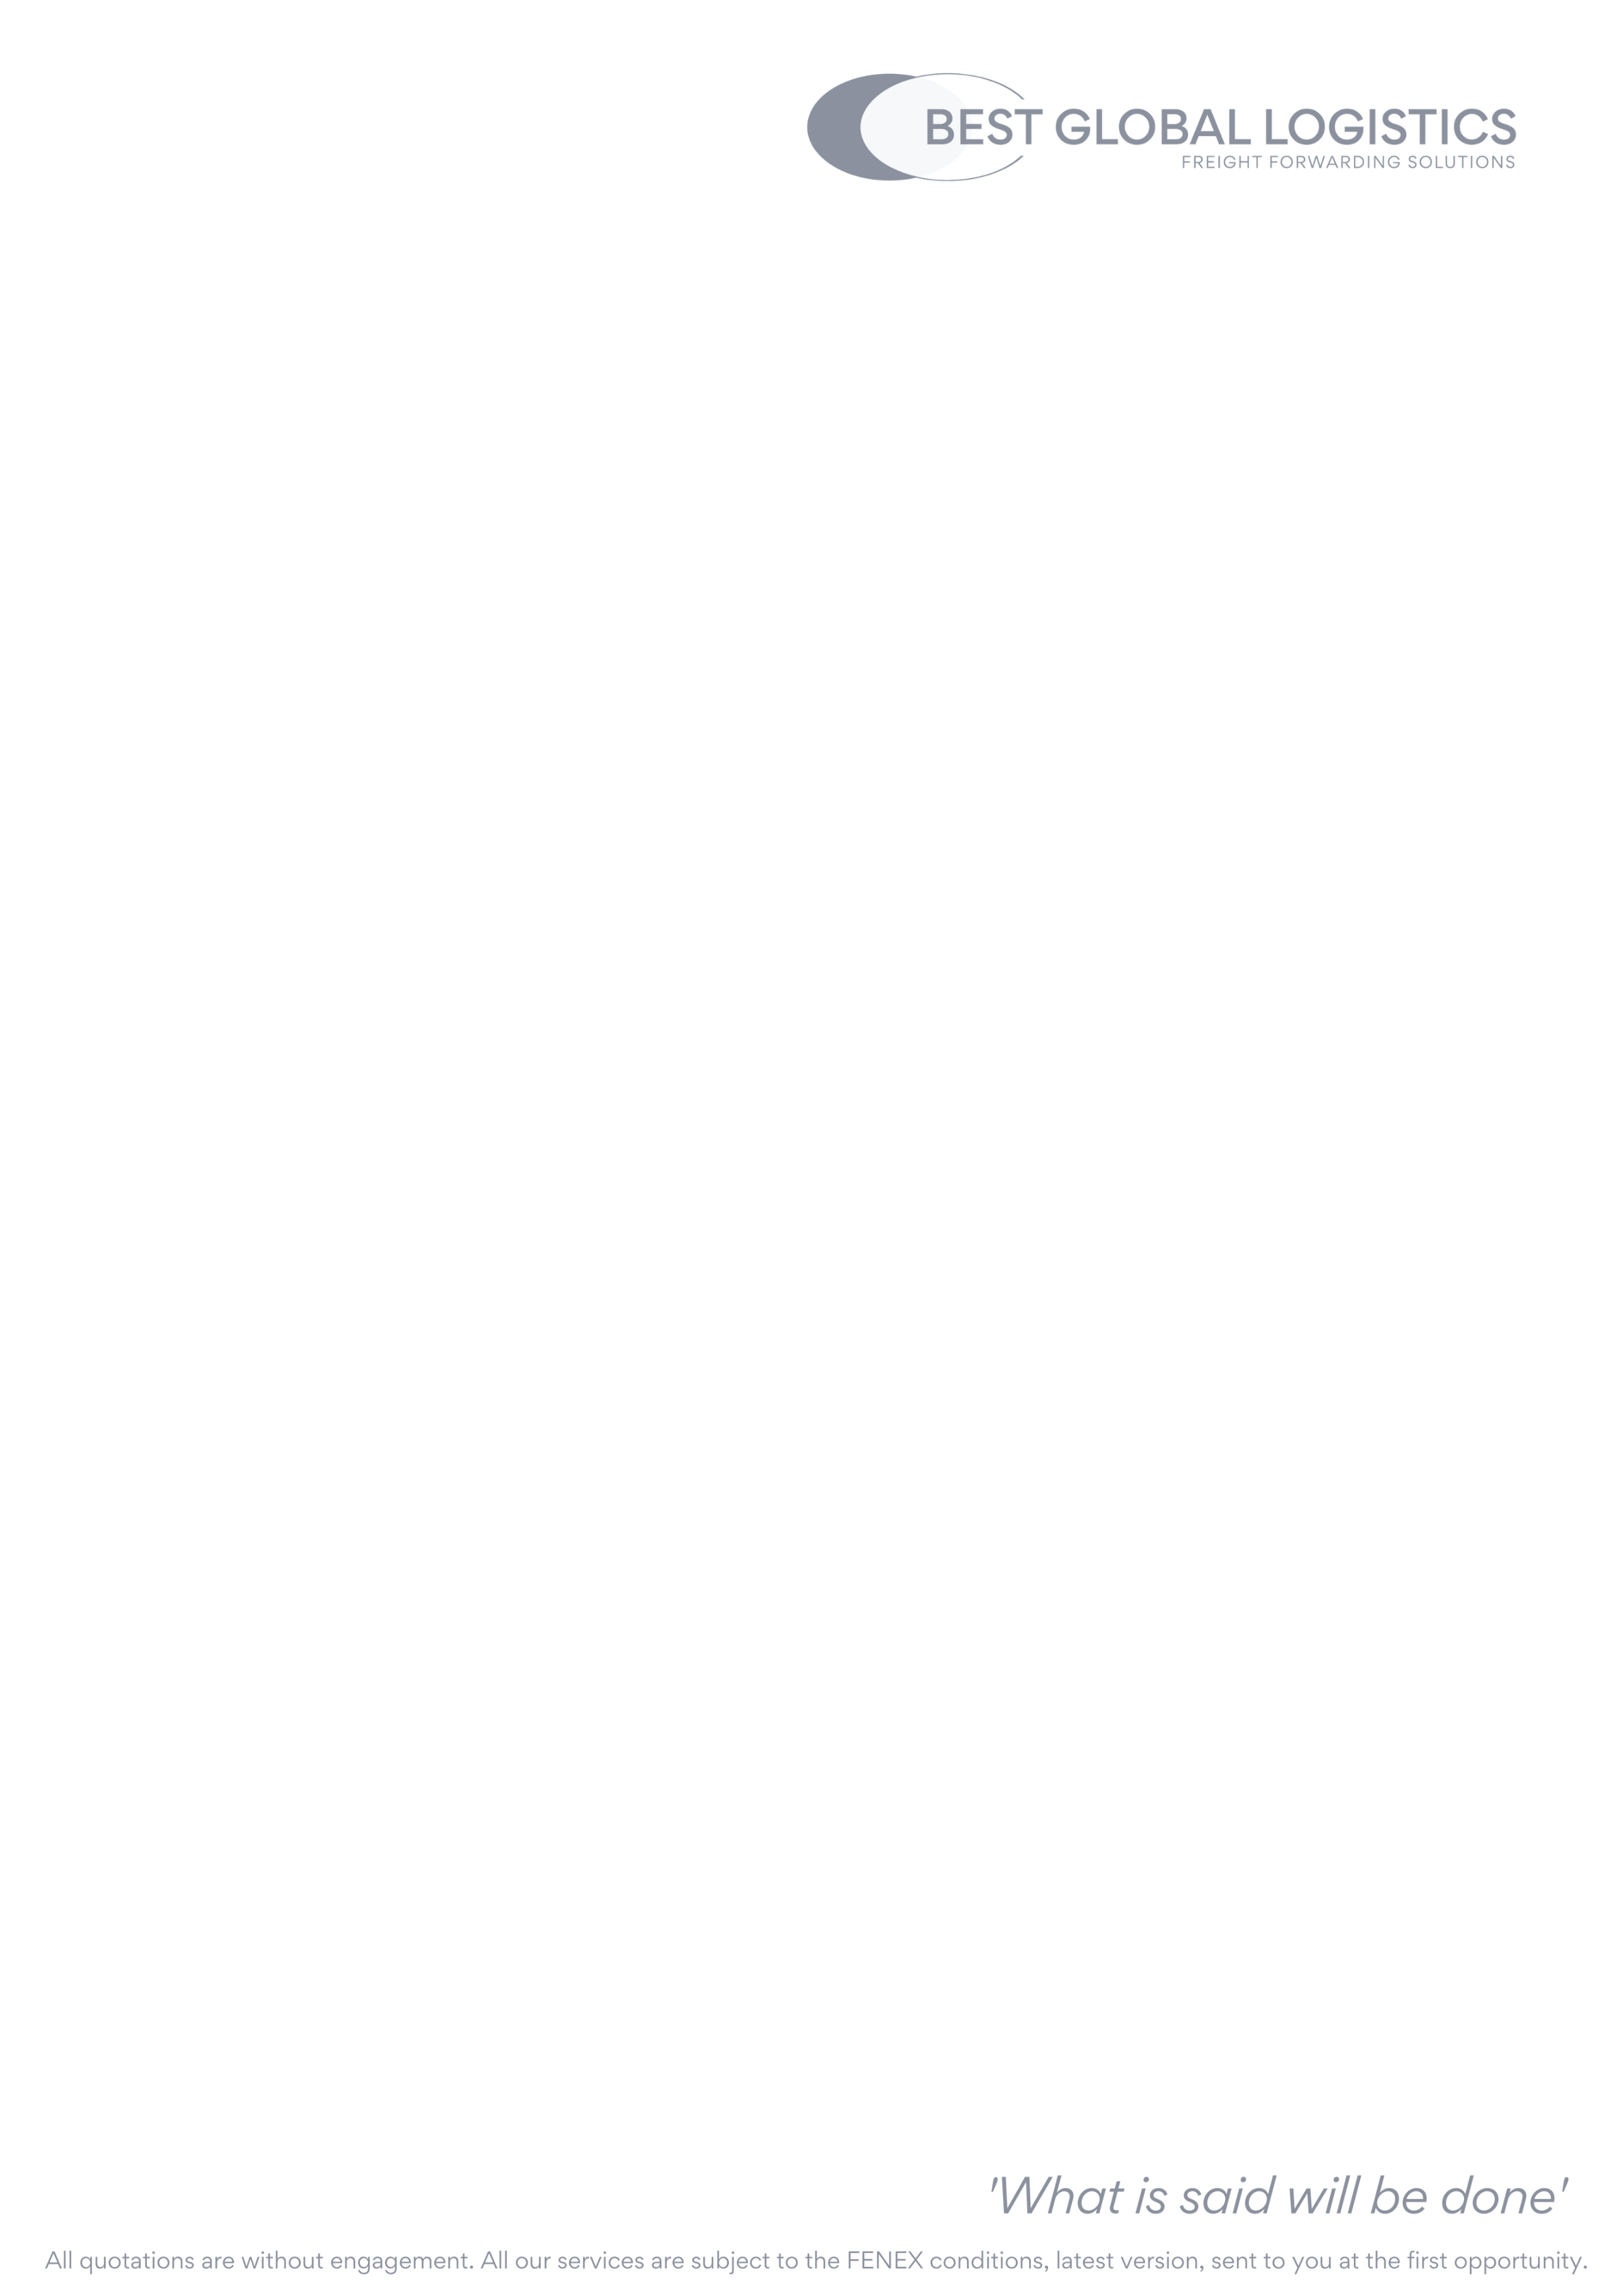 BEST GLOBAL LOGISTICS
FREIGHT FORWARDING SOLUTIONS
'What is said will be done'
All quotations are without engagement. All our services are subject to the FENEX conditions, latest version, sent to you at the first opportunity.